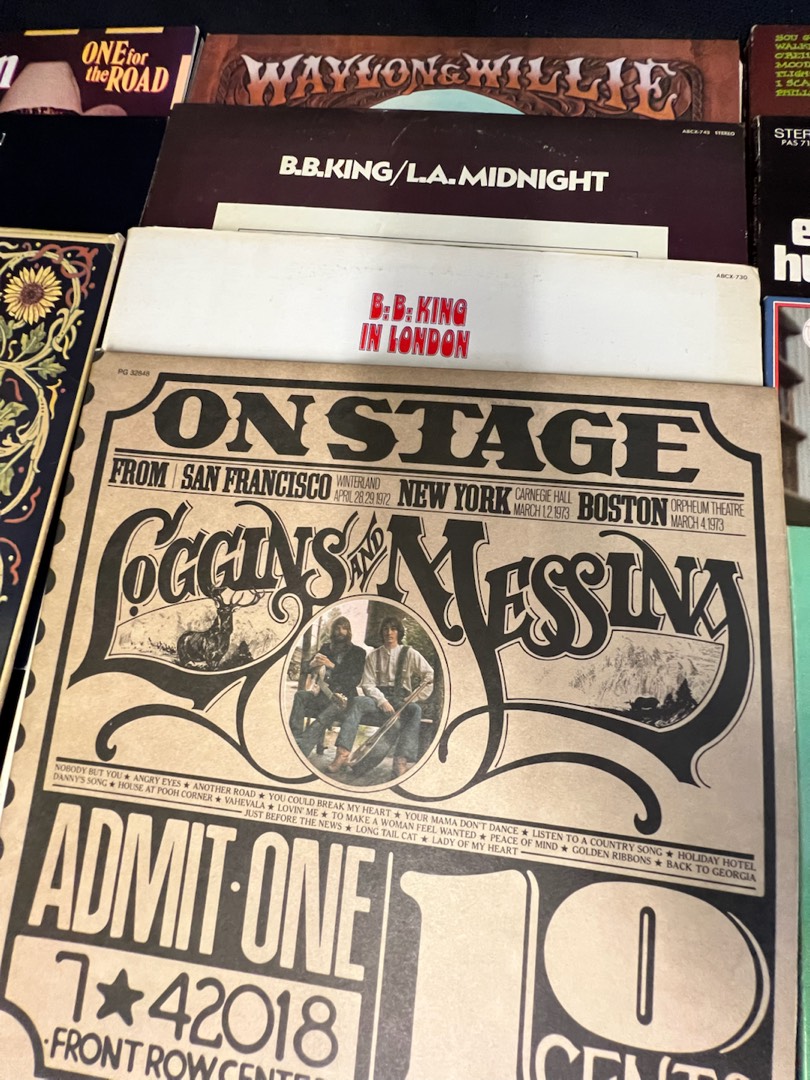 ONE for
the ROAD
WAYLON & WILLIE
ABCX-743 STEREO
B.B.KING/L.A.MIDNIGHT
STER
PAS 71
ABCX-730
B.B. KING
IN LONDON
PG 32848
ON STAGE
FROM SAN FRANCISCO WINTERLAND APRIL 28.29.1972 NEW YORK CARNEGIE HALL MARCH 1.2.1973 BOSTON ORPHEUM THEATRE MARCH 4.1973
LOGGINS AND MESSINA
NOBODY BUT YOU ★ ANGRY EYES ★ ANOTHER ROAD ★ YOU COULD BREAK MY HEART ★ YOUR MAMA DON'T DANCE ★ LISTEN TO A COUNTRY SONG ★ HOLIDAY HOTEL
DANNY'S SONG ★ HOUSE AT POOH CORNER ★ VAHEVALA ★ LOVIN' ME ★ TO MAKE A WOMAN FEEL WANTED ★ PEACE OF MIND ★ GOLDEN RIBBONS ★ BACK TO GEORGIA
JUST BEFORE THE NEWS ★ LONG TAIL CAT ★ LADY OF MY HEART
ADMIT·ONE
7★42018
·FRONT ROW CENTE
10
CENTS